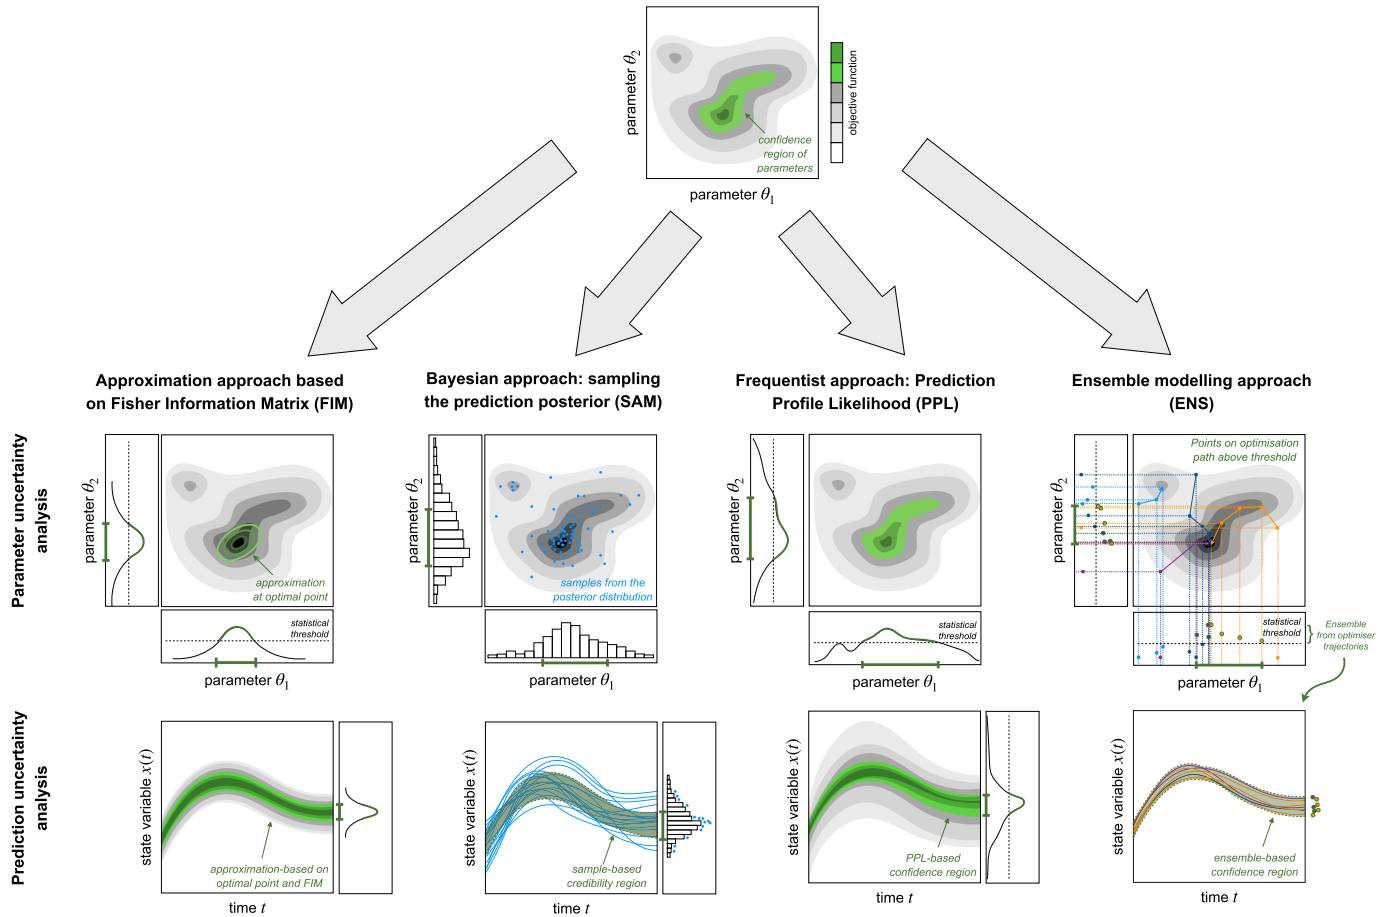 parameter θ2
objective function
confidence
region of
parameters
parameter θ1
Approximation approach based
on Fisher Information Matrix (FIM)
Bayesian approach: sampling
the prediction posterior (SAM)
Frequentist approach: Prediction
Profile Likelihood (PPL)
Ensemble modelling approach
(ENS)
Parameter uncertainty
analysis
parameter θ2
approximation
at optimal point
statistical
threshold
parameter θ1
parameter θ2
samples from the
posterior distribution
parameter θ1
parameter θ2
statistical
threshold
parameter θ1
parameter θ2
Points on optimisation
path above threshold
statistical
threshold
Ensemble
from optimiser
trajectories
parameter θ1
Prediction uncertainty
analysis
state variable x(t)
approximation-based on
optimal point and FIM
time t
state variable x(t)
sample-based
credibility region
time t
state variable x(t)
PPL-based
confidence region
time t
state variable x(t)
ensemble-based
confidence region
time t